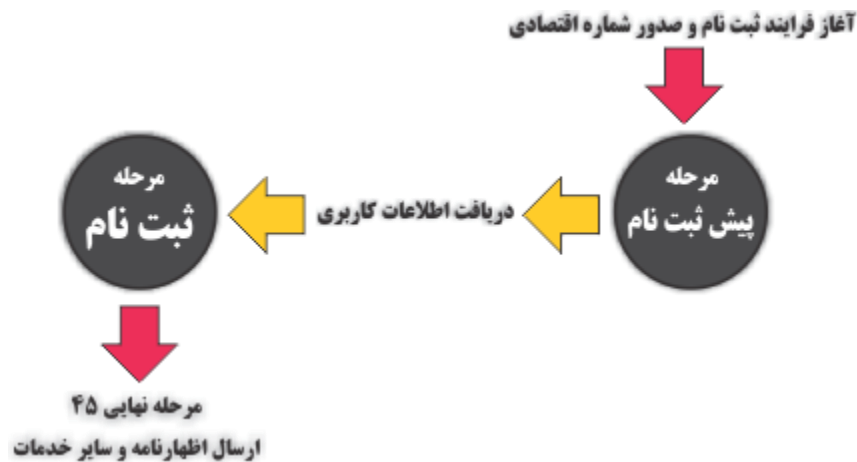 آغاز فرایند ثبت نام و صدور شماره اقتصادی
مرحله
پیش ثبت نام
دریافت اطلاعات کاربری
مرحله
ثبت نام
مرحله نهایی ۴۵
ارسال اظهارنامه و سایر خدمات